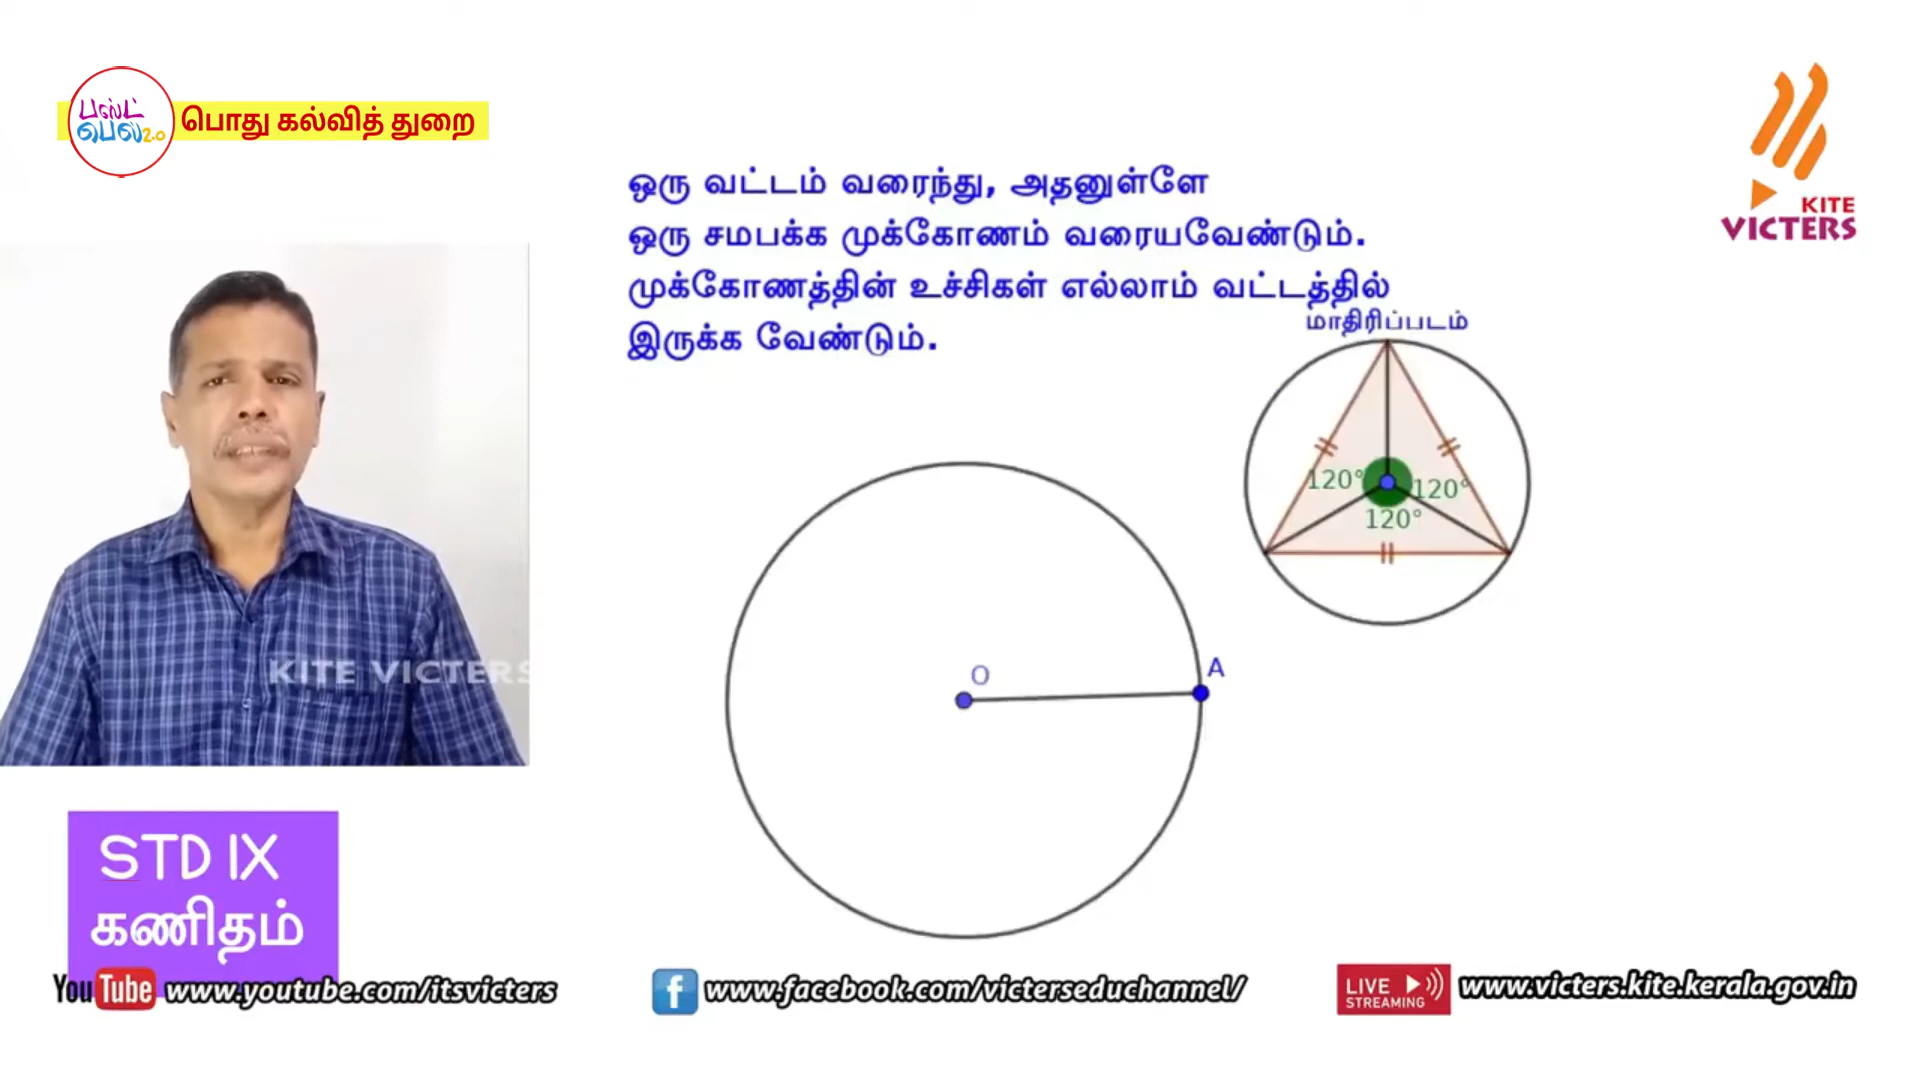 பஸ்ட்
பெல் 2.0
பொது கல்வித் துறை
KITE
VICTERS
ஒரு வட்டம் வரைந்து, அதனுள்ளே
ஒரு சமபக்க முக்கோணம் வரையவேண்டும்.
முக்கோணத்தின் உச்சிகள் எல்லாம் வட்டத்தில்
இருக்க வேண்டும்.
மாதிரிப்படம்
120°
120°
120°
O
A
KITE VICTERS
STD IX
கணிதம்
YouTube www.youtube.com/itsvicters
f www.facebook.com/victerseduchannel/
LIVE
STREAMING
www.victers.kite.kerala.gov.in